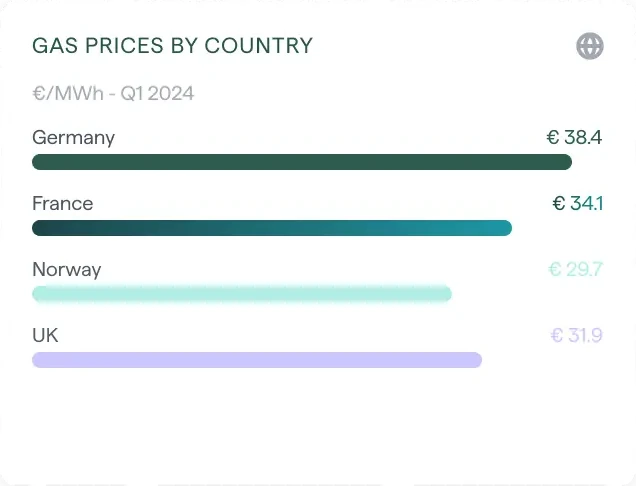 GAS PRICES BY COUNTRY
€/MWh - Q1 2024
Germany € 38.4
France € 34.1
Norway € 29.7
UK € 31.9